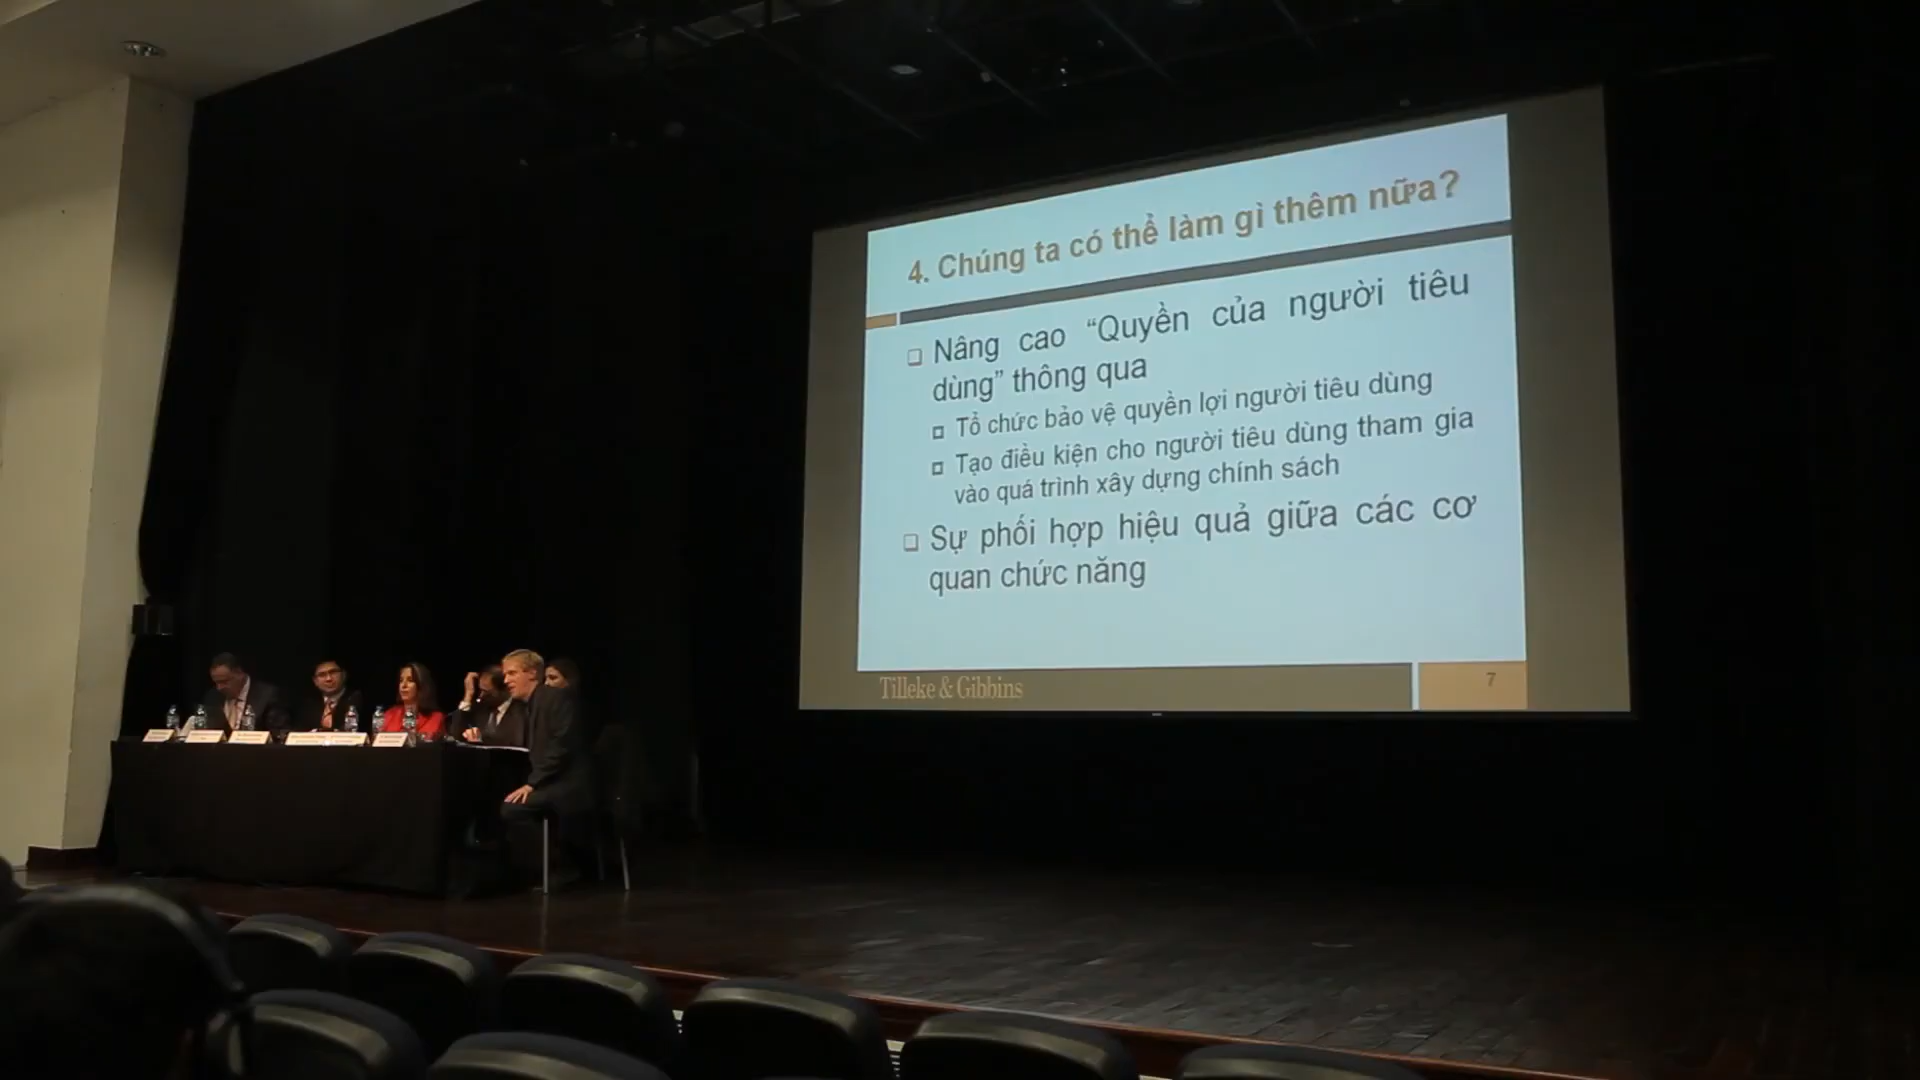 4. Chúng ta có thể làm gì thêm nữa?
❑ Nâng cao “Quyền của người tiêu
dùng” thông qua
Tổ chức bảo vệ quyền lợi người tiêu dùng
Tạo điều kiện cho người tiêu dùng tham gia
vào quá trình xây dựng chính sách
❑ Sự phối hợp hiệu quả giữa các cơ
quan chức năng
Tilleke & Gibbins
7